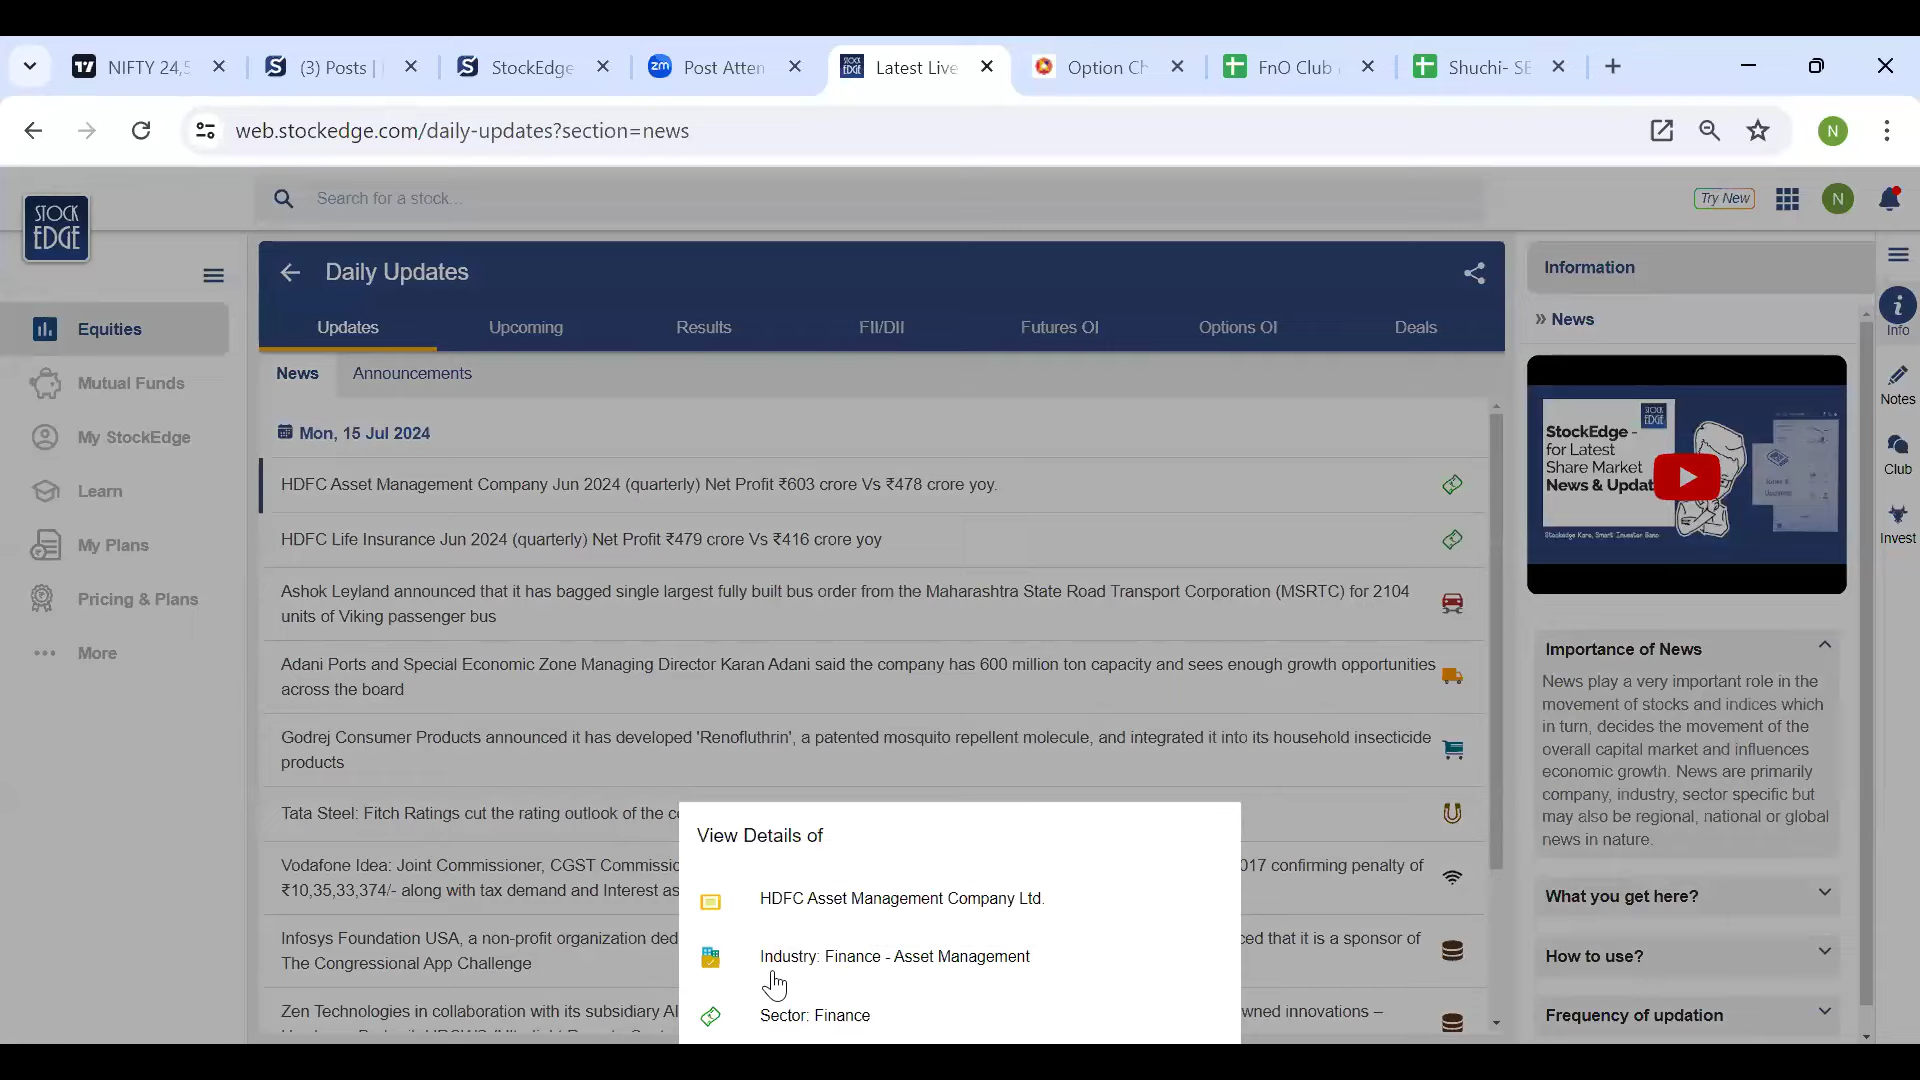 NIFTY 24,5
(3) Posts |
StockEdge
zm
Post Atten
Latest Live
Option Ch
FnO Club
Shuchi- SE
web.stockedge.com/daily-updates?section=news
N
STOCK
EDGE
Search for a stock...
Try New
N
Equities
Mutual Funds
My StockEdge
Learn
My Plans
Pricing & Plans
More
Daily Updates
Updates
Upcoming
Results
FII/DII
Futures OI
Options OI
Deals
News
Announcements
Mon, 15 Jul 2024
HDFC Asset Management Company Jun 2024 (quarterly) Net Profit ₹603 crore Vs ₹478 crore yoy.
HDFC Life Insurance Jun 2024 (quarterly) Net Profit ₹479 crore Vs ₹416 crore yoy
Ashok Leyland announced that it has bagged single largest fully built bus order from the Maharashtra State Road Transport Corporation (MSRTC) for 2104
units of Viking passenger bus
Adani Ports and Special Economic Zone Managing Director Karan Adani said the company has 600 million ton capacity and sees enough growth opportunities
across the board
Godrej Consumer Products announced it has developed 'Renofluthrin', a patented mosquito repellent molecule, and integrated it into its household insecticide
products
Tata Steel: Fitch Ratings cut the rating outlook of the c
Vodafone Idea: Joint Commissioner, CGST Commissio
017 confirming penalty of
₹10,35,33,374/- along with tax demand and Interest as
Infosys Foundation USA, a non-profit organization ded
ced that it is a sponsor of
The Congressional App Challenge
Zen Technologies in collaboration with its subsidiary AI
wned innovations –
View Details of
HDFC Asset Management Company Ltd.
Industry: Finance - Asset Management
Sector: Finance
Information
» News
STOCK
EDGE
StockEdge -
for Latest
Share Market
News & Updat
Stockedge Karo, Smart Investor Bano
Importance of News
News play a very important role in the
movement of stocks and indices which
in turn, decides the movement of the
overall capital market and influences
economic growth. News are primarily
company, industry, sector specific but
may also be regional, national or global
news in nature.
What you get here?
How to use?
Frequency of updation
Info
Notes
Club
Invest